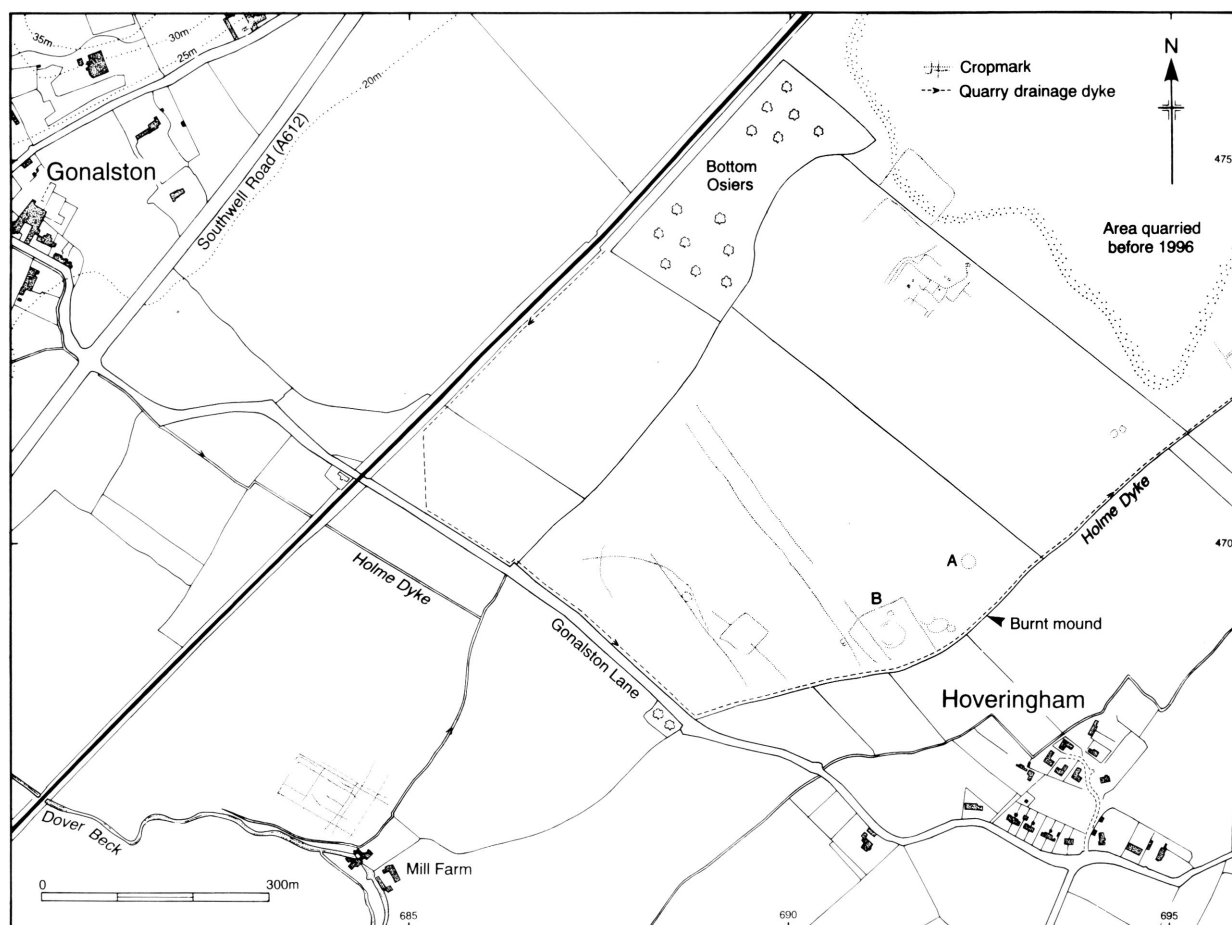 35m
30m
25m
20m
N
Cropmark
Quarry drainage dyke
475
Gonalston
Southwell Road (A612)
Bottom
Osiers
Area quarried
before 1996
Holme Dyke
470
A
B
Holme Dyke
Burnt mound
Gonalston Lane
Hoveringham
Dover Beck
Mill Farm
0 300m
685
690
695